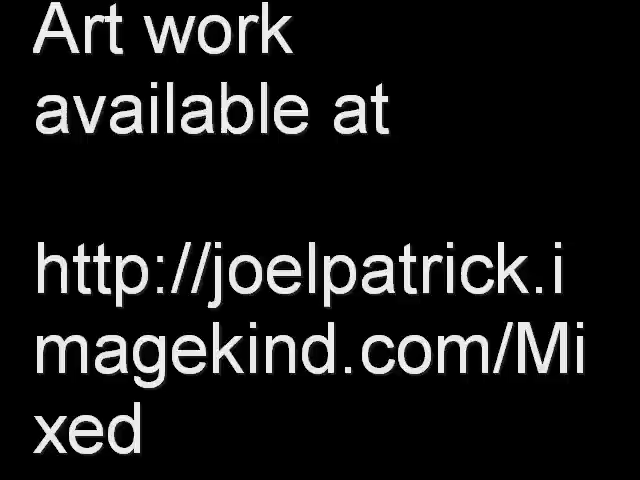 Art work
available at
http://joelpatrick.i
magekind.com/Mi
xed